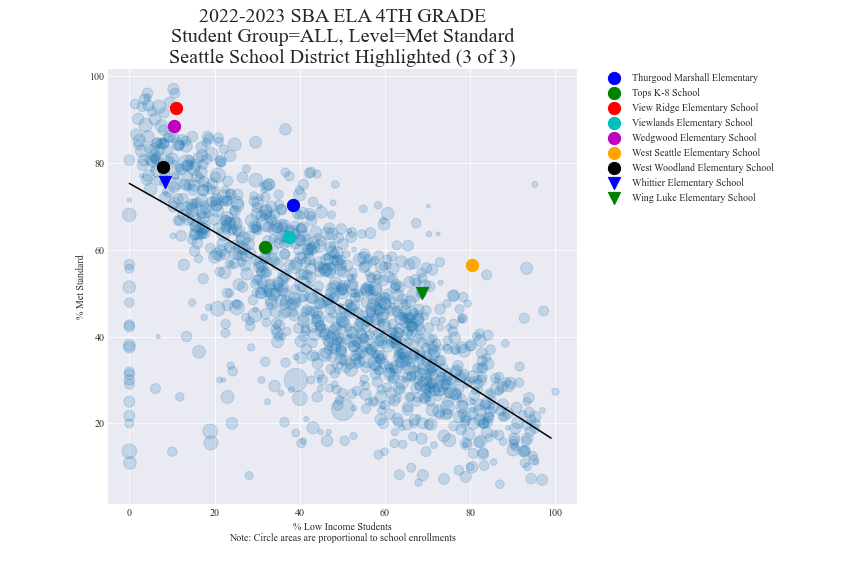 2022-2023 SBA ELA 4TH GRADE
Student Group=ALL, Level=Met Standard
Seattle School District Highlighted (3 of 3)
100
80
60
40
20
% Met Standard
0
20
40
60
80
100
% Low Income Students
Note: Circle areas are proportional to school enrollments
Thurgood Marshall Elementary
Tops K-8 School
View Ridge Elementary School
Viewlands Elementary School
Wedgwood Elementary School
West Seattle Elementary School
West Woodland Elementary School
Whittier Elementary School
Wing Luke Elementary School